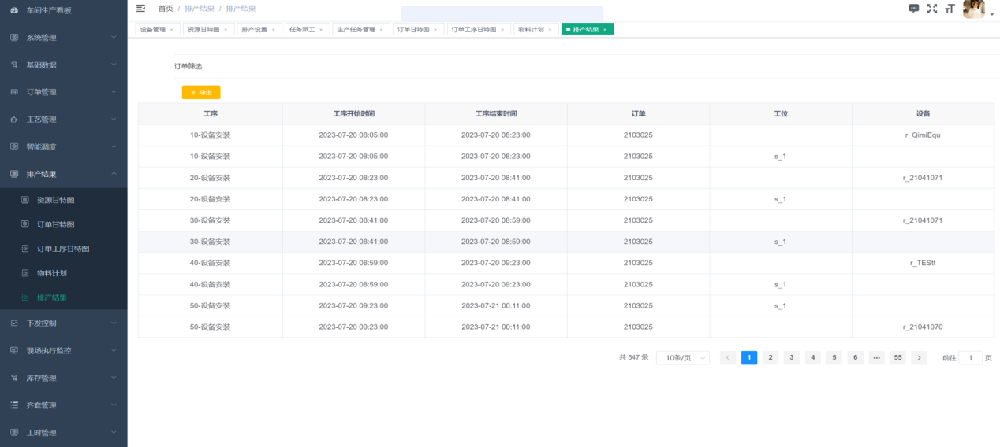 车间生产看板
系统管理
基础数据
订单管理
工艺管理
智能调度
排产结果
资源甘特图
订单甘特图
订单工序甘特图
物料计划
排产结果
下发控制
现场执行监控
库存管理
齐套管理
工时管理
首页 / 排产结果 / 排产结果
设备管理 × 资源甘特图 × 排产设置 × 任务派工 × 生产任务管理 × 订单甘特图 × 订单工序甘特图 × 物料计划 × 排产结果 ×
订单筛选
导出
工序 工序开始时间 工序结束时间 订单 工位 设备
10-设备安装 2023-07-20 08:05:00 2023-07-20 08:23:00 2103025 r_QimiEqu
10-设备安装 2023-07-20 08:05:00 2023-07-20 08:23:00 2103025 s_1
20-设备安装 2023-07-20 08:23:00 2023-07-20 08:41:00 2103025 r_21041071
20-设备安装 2023-07-20 08:23:00 2023-07-20 08:41:00 2103025 s_1
30-设备安装 2023-07-20 08:41:00 2023-07-20 08:59:00 2103025 r_21041071
30-设备安装 2023-07-20 08:41:00 2023-07-20 08:59:00 2103025 s_1
40-设备安装 2023-07-20 08:59:00 2023-07-20 09:23:00 2103025 r_TEStt
40-设备安装 2023-07-20 08:59:00 2023-07-20 09:23:00 2103025 s_1
50-设备安装 2023-07-20 09:23:00 2023-07-21 00:11:00 2103025 s_1
50-设备安装 2023-07-20 09:23:00 2023-07-21 00:11:00 2103025 r_21041070
共 547 条 10条/页 < 1 2 3 4 5 6 ••• 55 > 前往 1 页